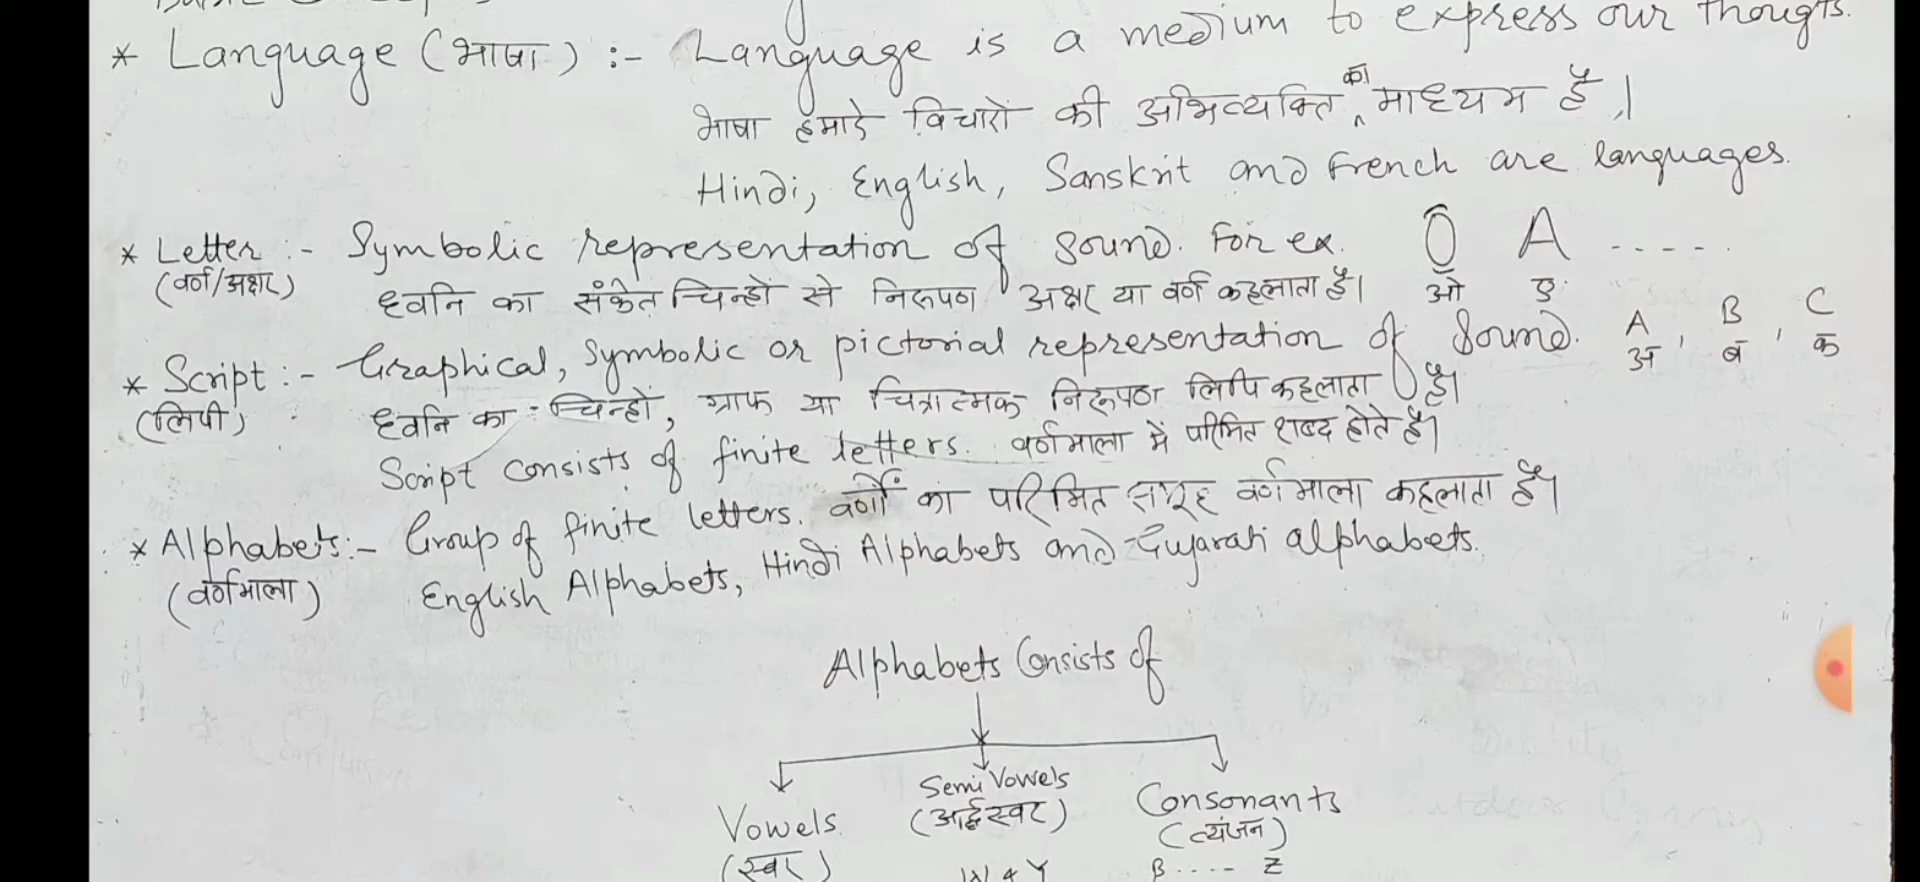 * Language (भाषा) :- Language is a medium to express our thougts.
भाषा हमारे विचारों की अभिव्यक्ति का माध्यम है।
Hindi, English, Sanskrit and French are languages.
* Letter :- Symbolic representation of sound. For ex. O A -----
(वर्ण/अक्षर) ध्वनि का संकेत चिन्हों से निरूपण अक्षर या वर्ण कहलाता है। ओ ए
* Script :- Graphical, Symbolic or pictorial representation of Sound. A, B, C
अ ब क
(लिपी) ध्वनि का चिन्हों, ग्राफ या चित्रात्मक निरूपण लिपि कहलाता है।
Script consists of finite letters. वर्णमाला में परिमित शब्द होते है।
* Alphabets :- Group of finite letters. वर्णों का परिमित समूह वर्णमाला कहलाता है।
(वर्णमाला) English Alphabets, Hindi Alphabets and Gujarati alphabets.
Alphabets Consists of
Vowels Semi Vowels Consonants
(स्वर) (अर्द्धस्वर) (व्यंजन)
W & Y B ---- Z